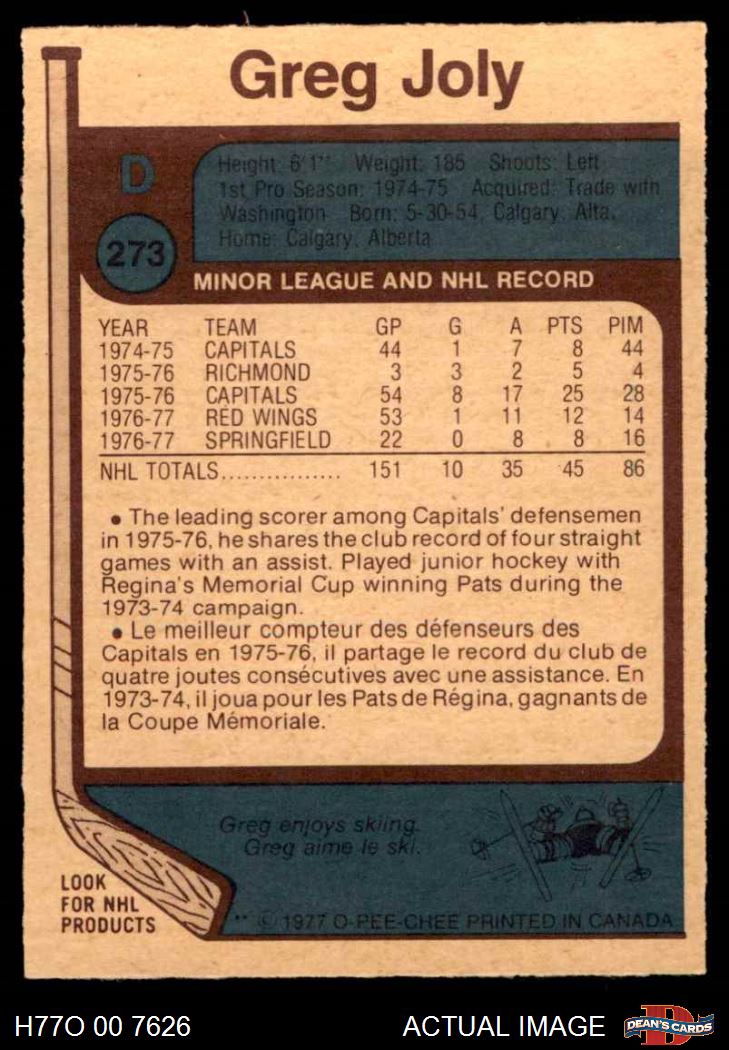 Greg Joly
D
Height: 6'1" Weight: 185 Shoots: Left
1st Pro Season: 1974-75 Acquired: Trade with
Washington Born: 5-30-54, Calgary, Alta.
Home: Calgary, Alberta
273
MINOR LEAGUE AND NHL RECORD
YEAR TEAM GP G A PTS PIM
1974-75 CAPITALS 44 1 7 8 44
1975-76 RICHMOND 3 3 2 5 4
1975-76 CAPITALS 54 8 17 25 28
1976-77 RED WINGS 53 1 11 12 14
1976-77 SPRINGFIELD 22 0 8 8 16
NHL TOTALS................ 151 10 35 45 86
• The leading scorer among Capitals' defensemen
in 1975-76, he shares the club record of four straight
games with an assist. Played junior hockey with
Regina's Memorial Cup winning Pats during the
1973-74 campaign.
• Le meilleur compteur des défenseurs des
Capitals en 1975-76, il partage le record du club de
quatre joutes consécutives avec une assistance. En
1973-74, il joua pour les Pats de Régina, gagnants de
la Coupe Mémoriale.
Greg enjoys skiing.
Greg aime le ski.
LOOK
FOR NHL
PRODUCTS
** © 1977 O-PEE-CHEE PRINTED IN CANADA
H77O 00 7626 ACTUAL IMAGE DEAN'S CARDS